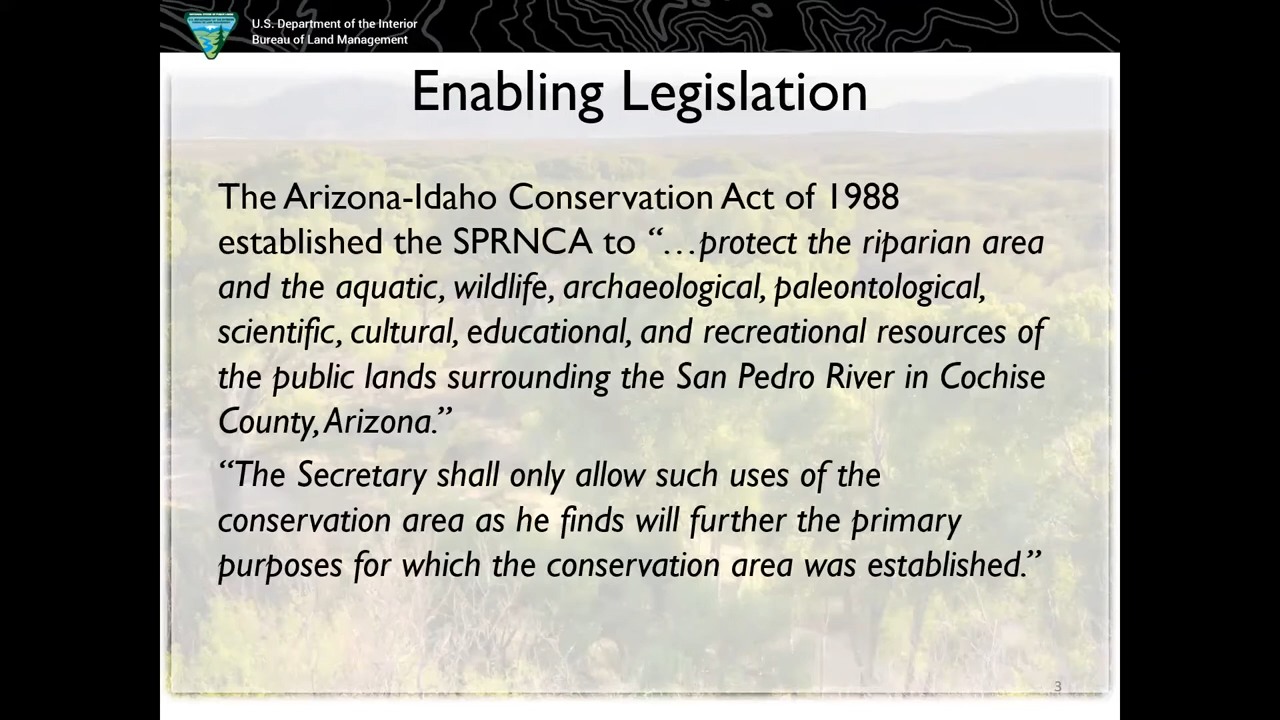 U.S. Department of the Interior
Bureau of Land Management
Enabling Legislation
The Arizona-Idaho Conservation Act of 1988
established the SPRNCA to “…protect the riparian area
and the aquatic, wildlife, archaeological, paleontological,
scientific, cultural, educational, and recreational resources of
the public lands surrounding the San Pedro River in Cochise
County, Arizona.”
“The Secretary shall only allow such uses of the
conservation area as he finds will further the primary
purposes for which the conservation area was established.”
3